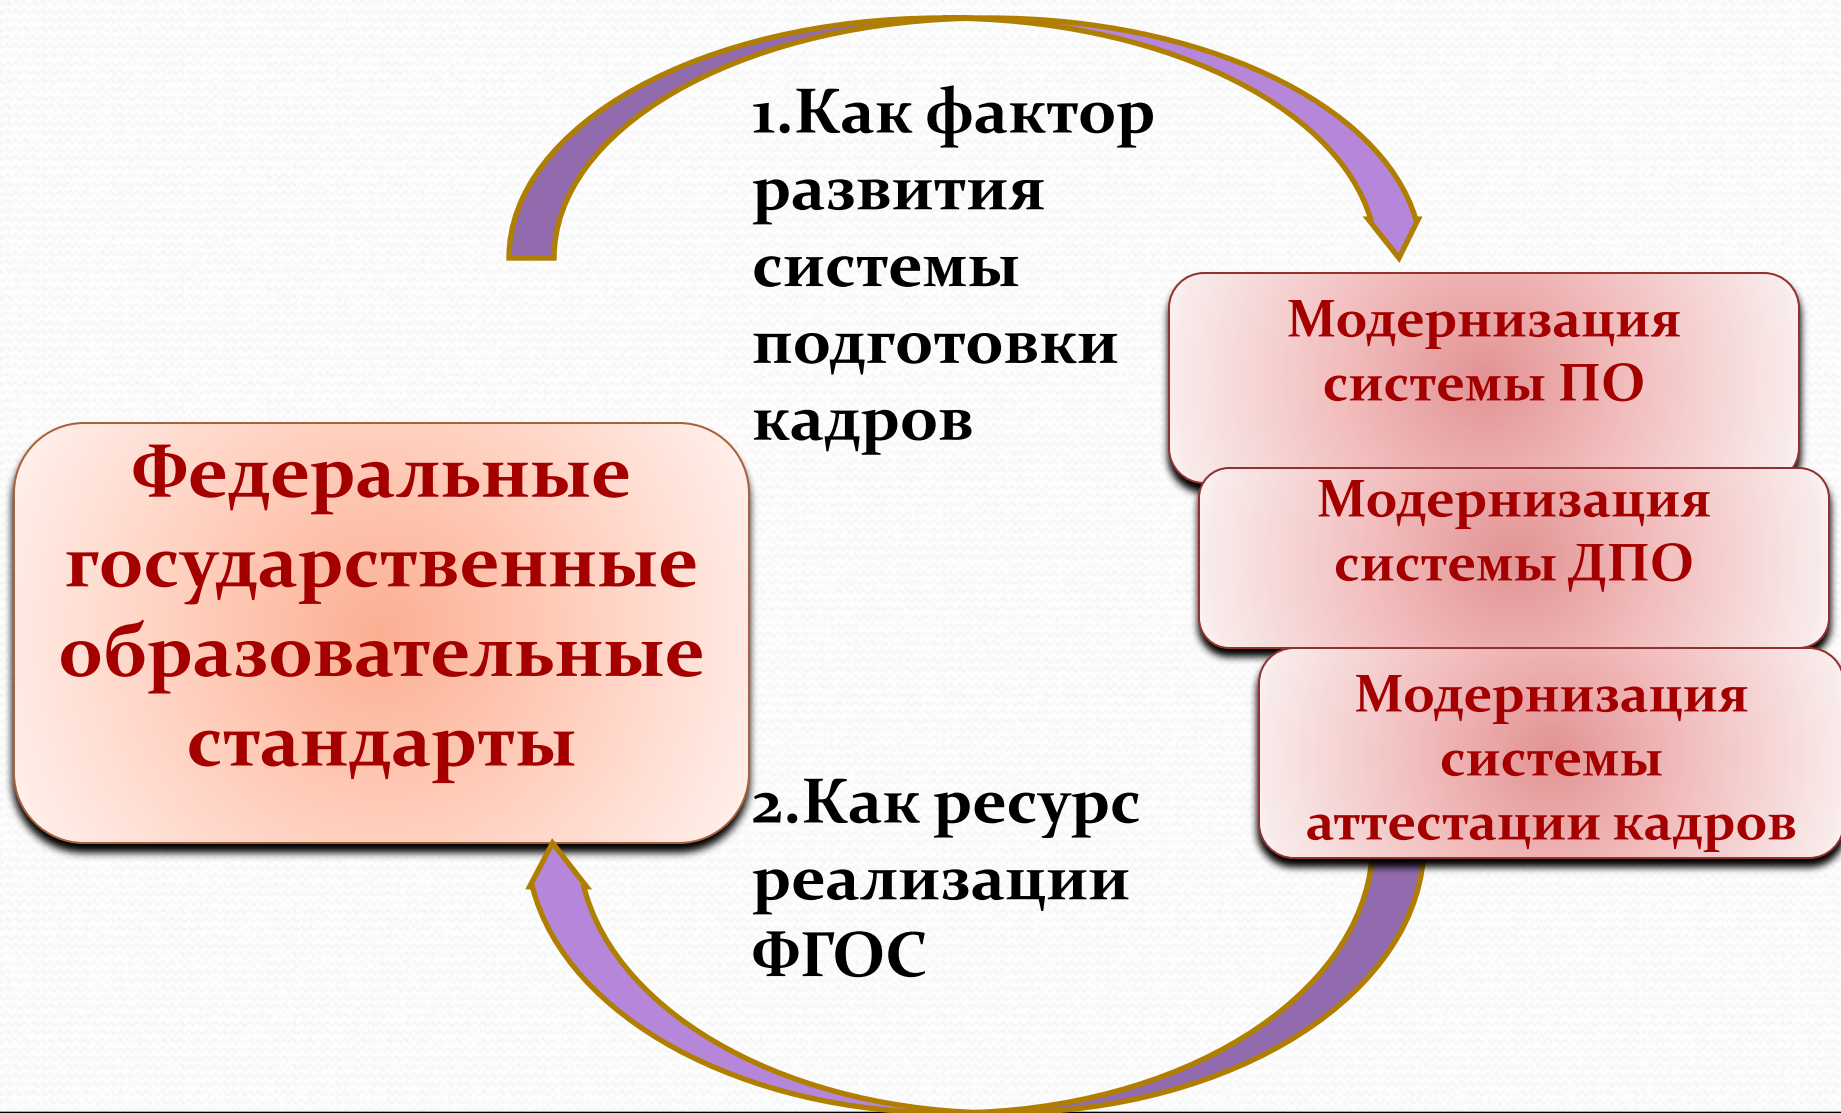 1.Как фактор
развития
системы
подготовки
кадров
Федеральные
государственные
образовательные
стандарты
Модернизация
системы ПО
Модернизация
системы ДПО
Модернизация
системы
аттестации кадров
2.Как ресурс
реализации
ФГОС